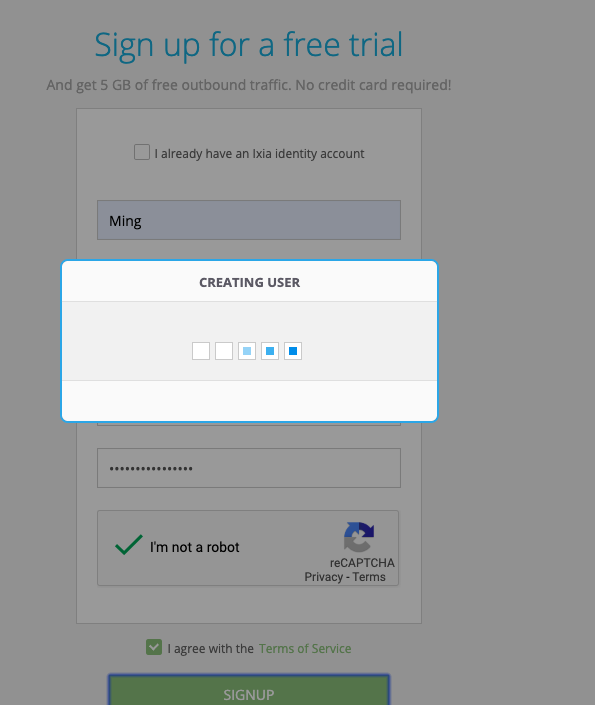 Sign up for a free trial
And get 5 GB of free outbound traffic. No credit card required!
I already have an Ixia identity account
Ming
CREATING USER
••••••••••••••••
I'm not a robot
reCAPTCHA
Privacy - Terms
I agree with the Terms of Service
SIGNUP